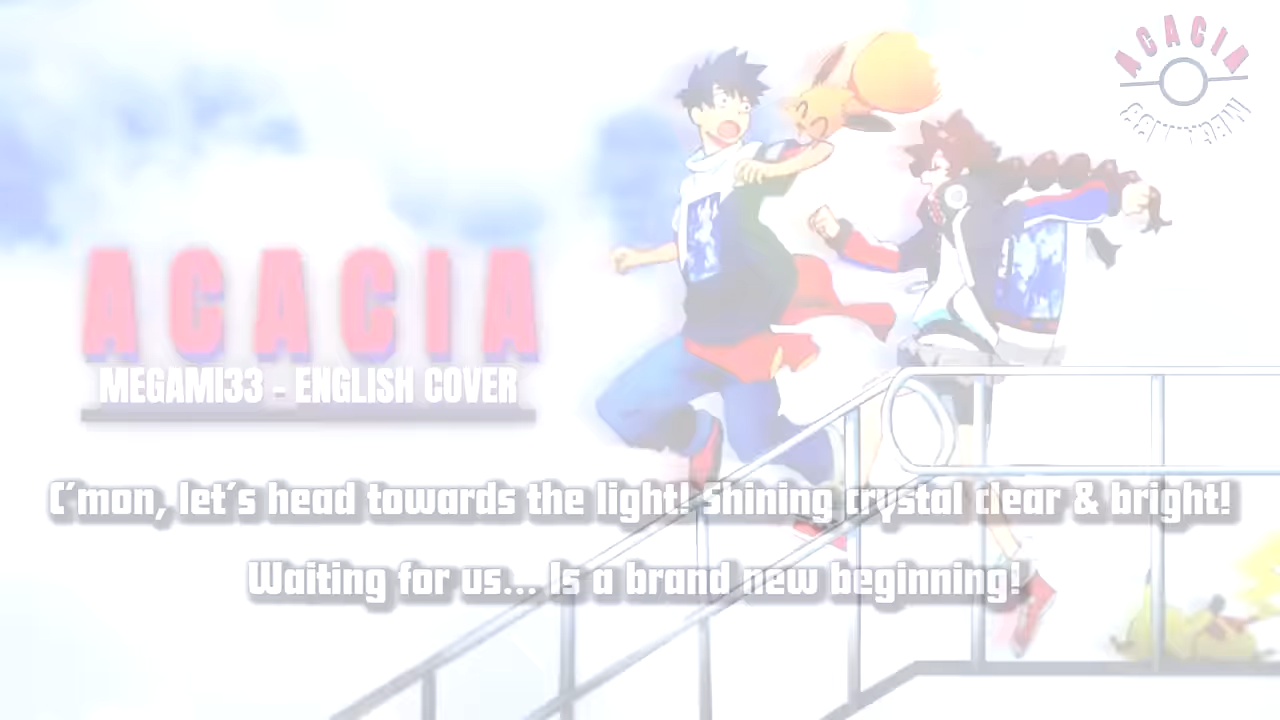 ACACIA
ACACIA
MEGAMI33 - ENGLISH COVER
C'mon, let's head towards the light! Shining crystal clear & bright!
Waiting for us... Is a brand new beginning!